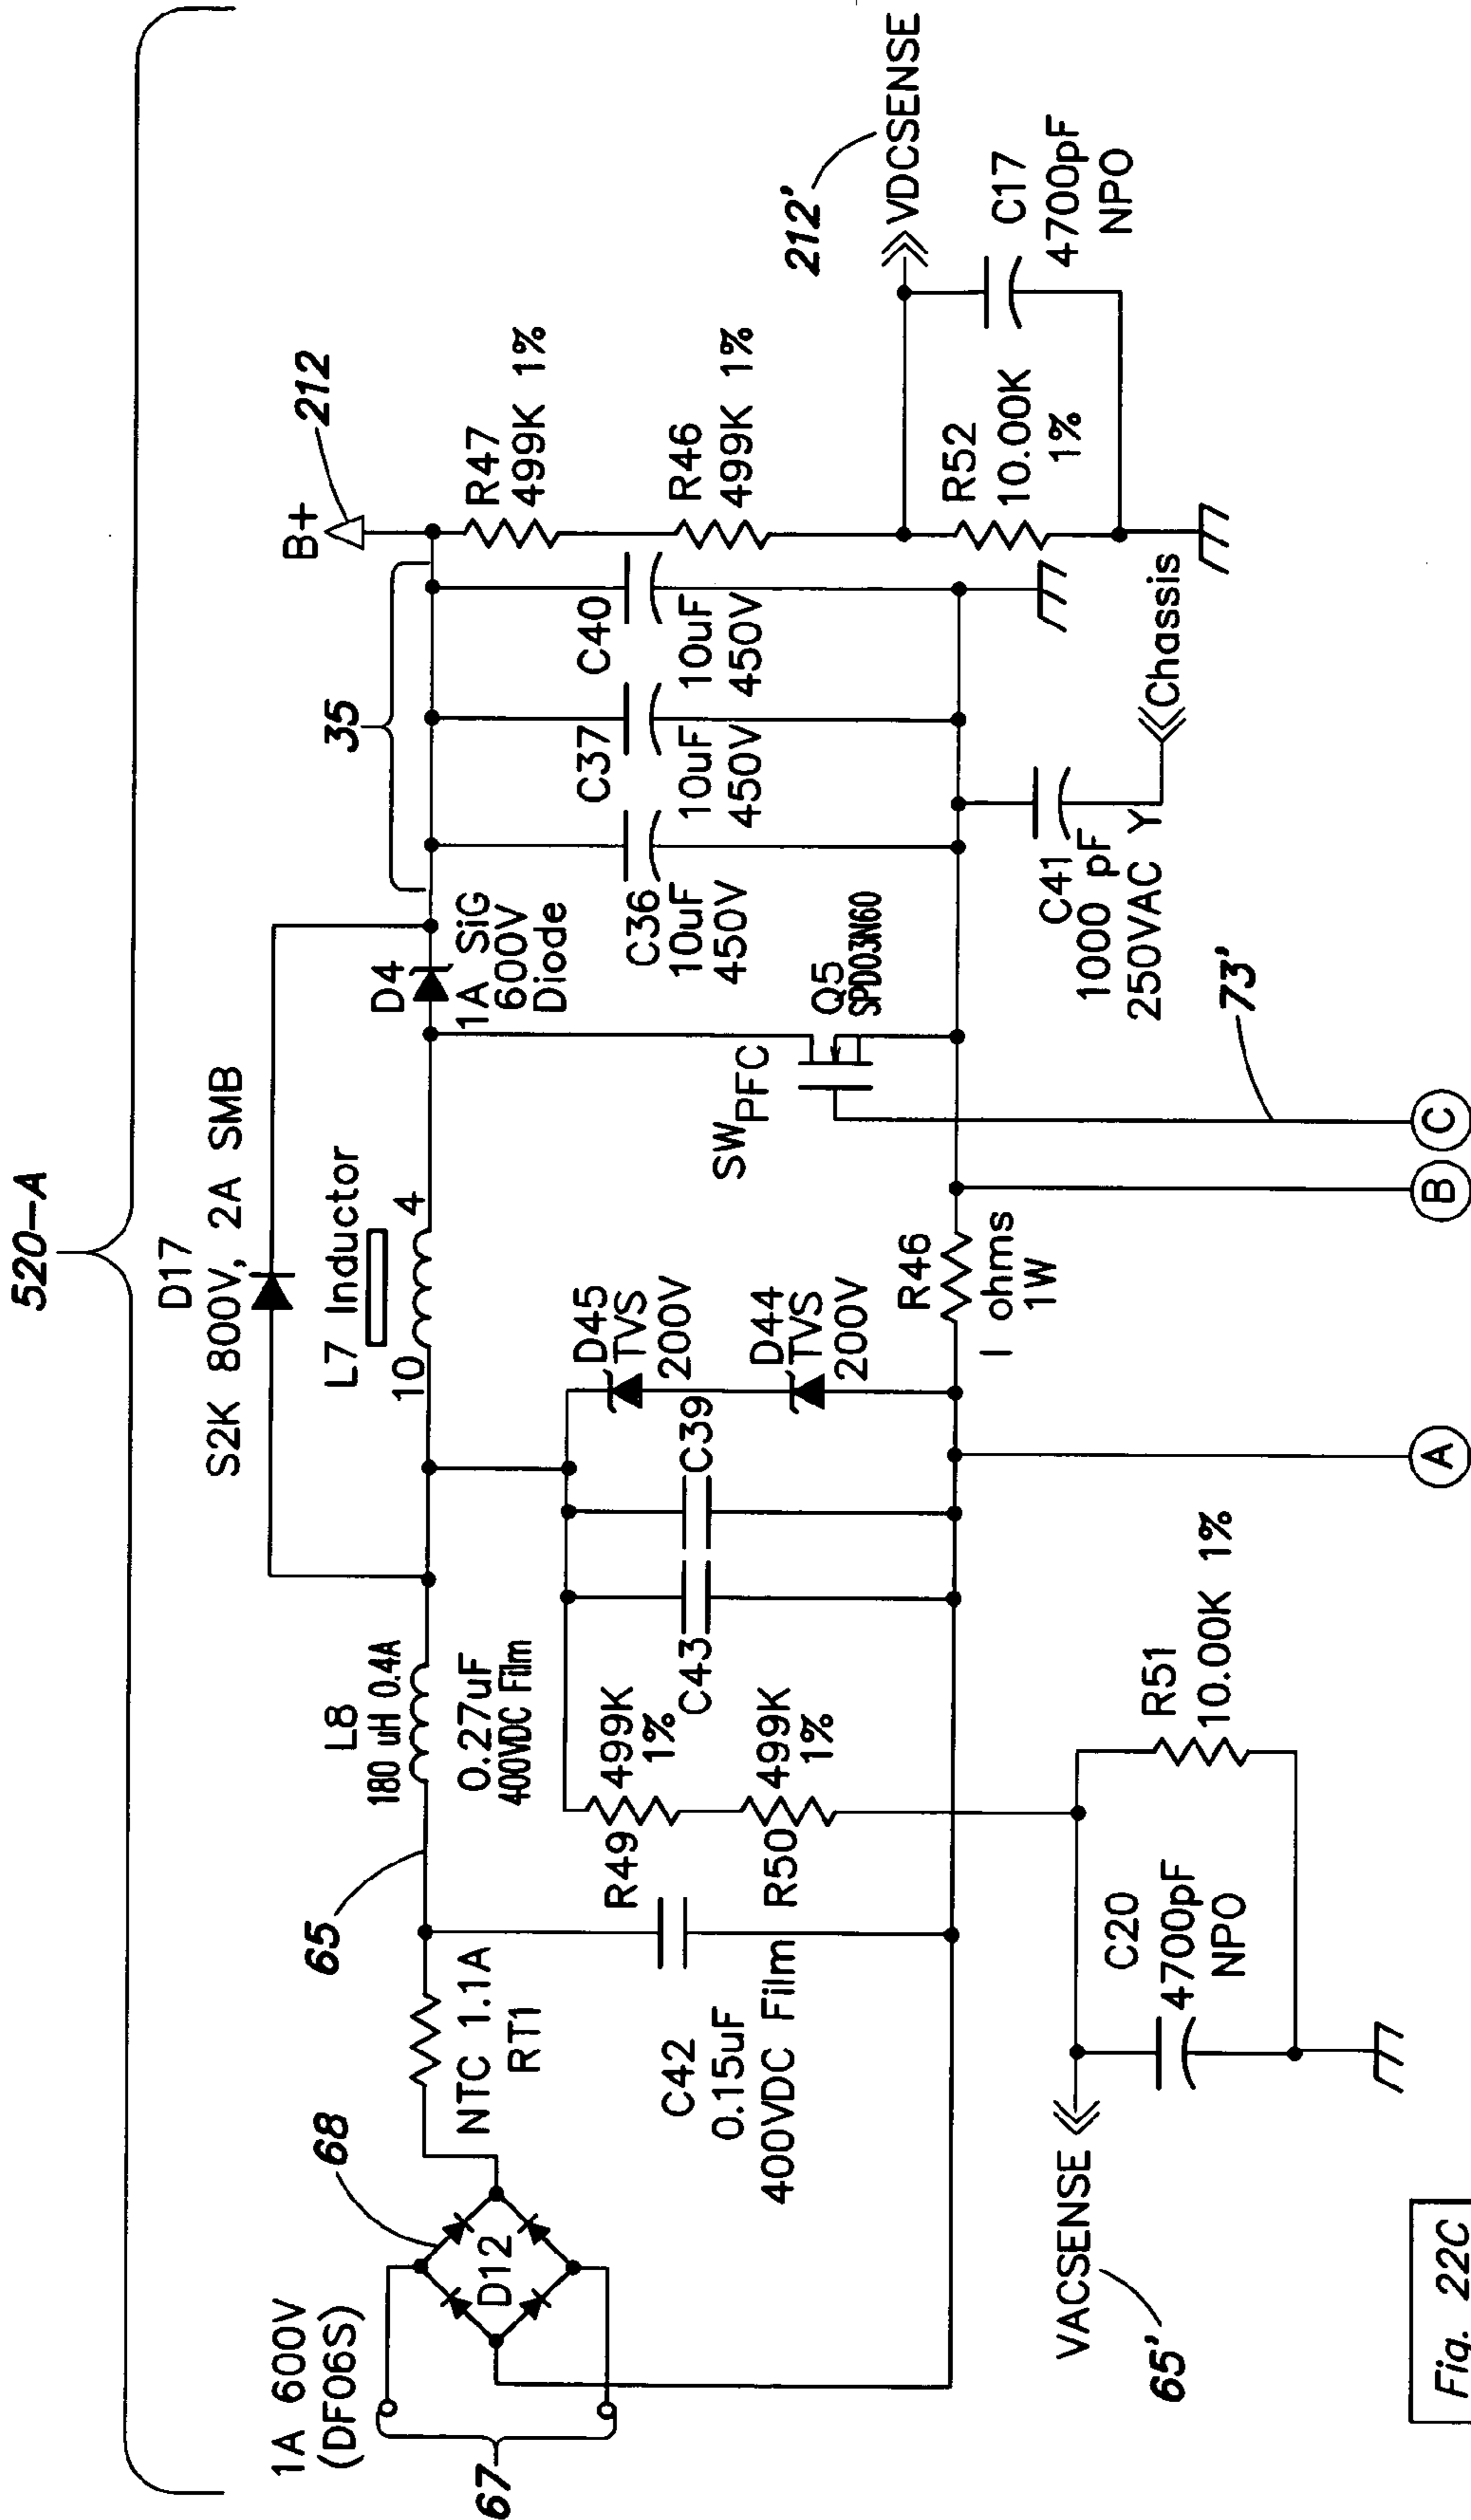 520-A
1A 600V
(DF06S)
67
68
D12
NTC 1.1A
RT1
65
L8
180 uH 0.4A
D17
S2K 800V, 2A SMB
L7 Inductor
10
4
D4
1A SiG
600V
Diode
35
B+
212
R47
499K 1%
R46
499K 1%
212'
VDCSENSE
R52
10.00K
1%
C17
4700pF
NPO
C42
0.15uF
400VDC Film
0.27uF
400VDC Film
R49
499K
1%
R50
499K
1%
C43
C39
D45
TVS
200V
D44
TVS
200V
R46
1 ohms
1W
SWPFC
Q5
SPD03N60
C36
10uF
450V
C37
10uF
450V
C40
10uF
450V
C41
1000 pF
250VAC Y
Chassis
73'
VACSENSE
65'
C20
4700pF
NPO
R51
10.00K 1%
A
B
C
Fig. 22C